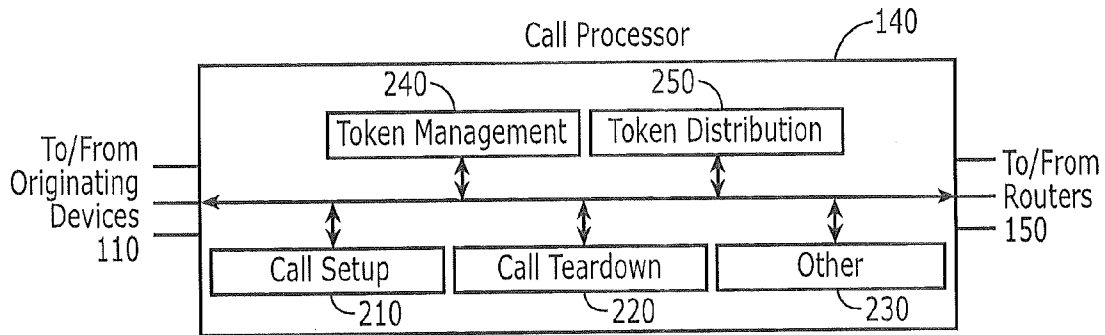 Call Processor
140
240
250
Token Management
Token Distribution
To/From
Originating
Devices
110
To/From
Routers
150
Call Setup
Call Teardown
Other
210
220
230